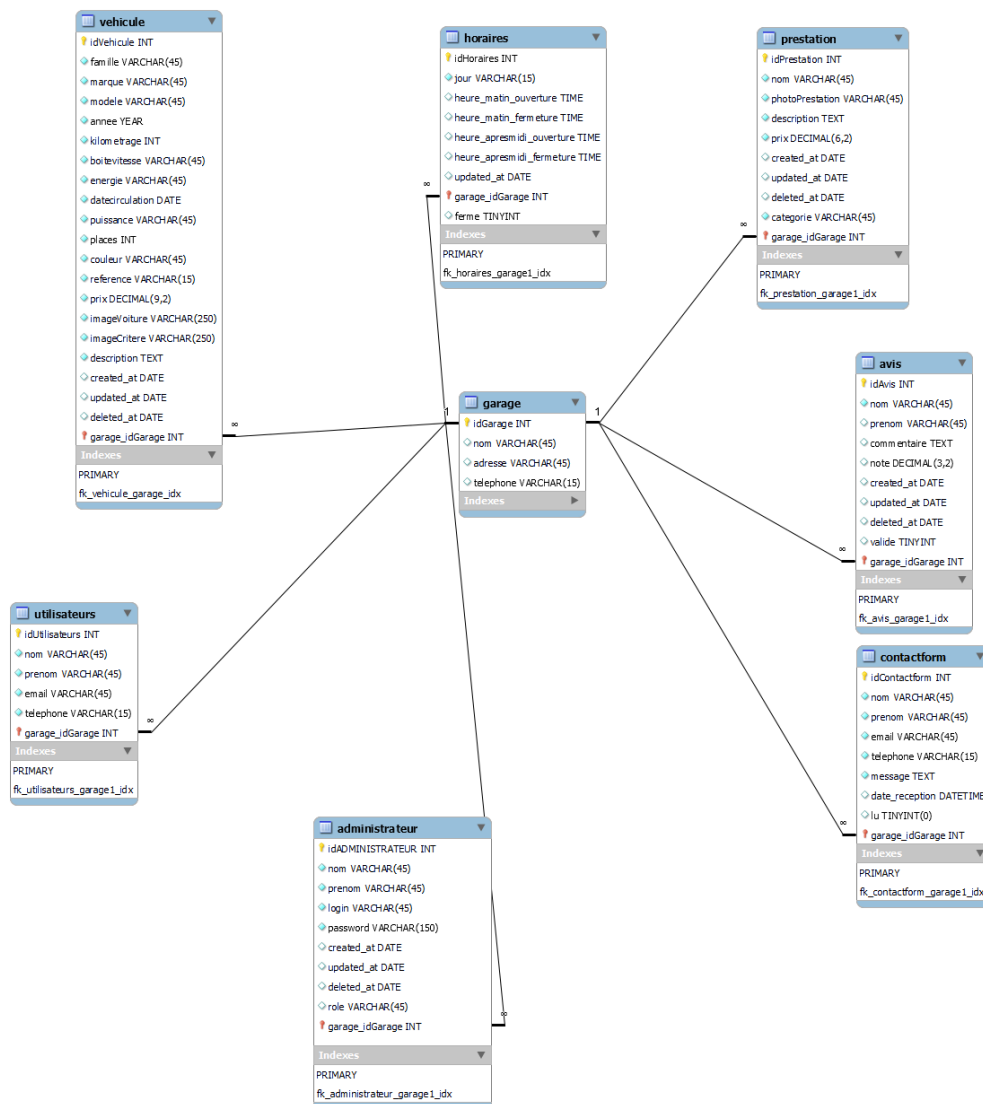 vehicule
idVehicule INT
famille VARCHAR(45)
marque VARCHAR(45)
modele VARCHAR(45)
annee YEAR
kilometrage INT
boitevitesse VARCHAR(45)
energie VARCHAR(45)
datecirculation DATE
puissance VARCHAR(45)
places INT
couleur VARCHAR(45)
reference VARCHAR(15)
prix DECIMAL(9,2)
imageVoiture VARCHAR(250)
imageCritere VARCHAR(250)
description TEXT
created_at DATE
updated_at DATE
deleted_at DATE
garage_idGarage INT
Indexes
PRIMARY
fk_vehicule_garage_idx
horaires
idHoraires INT
jour VARCHAR(15)
heure_matin_ouverture TIME
heure_matin_fermeture TIME
heure_apresmidi_ouverture TIME
heure_apresmidi_fermeture TIME
updated_at DATE
garage_idGarage INT
ferme TINYINT
Indexes
PRIMARY
fk_horaires_garage1_idx
prestation
idPrestation INT
nom VARCHAR(45)
photoPrestation VARCHAR(45)
description TEXT
prix DECIMAL(6,2)
created_at DATE
updated_at DATE
deleted_at DATE
categorie VARCHAR(45)
garage_idGarage INT
Indexes
PRIMARY
fk_prestation_garage1_idx
∞
∞
∞
1
1
garage
idGarage INT
nom VARCHAR(45)
adresse VARCHAR(45)
telephone VARCHAR(15)
Indexes
avis
idAvis INT
nom VARCHAR(45)
prenom VARCHAR(45)
commentaire TEXT
note DECIMAL(3,2)
created_at DATE
updated_at DATE
deleted_at DATE
valide TINYINT
garage_idGarage INT
Indexes
PRIMARY
fk_avis_garage1_idx
∞
utilisateurs
idUtilisateurs INT
nom VARCHAR(45)
prenom VARCHAR(45)
email VARCHAR(45)
telephone VARCHAR(15)
garage_idGarage INT
Indexes
PRIMARY
fk_utilisateurs_garage1_idx
∞
contactform
idContactform INT
nom VARCHAR(45)
prenom VARCHAR(45)
email VARCHAR(45)
telephone VARCHAR(15)
message TEXT
date_reception DATETIME
lu TINYINT(0)
garage_idGarage INT
Indexes
PRIMARY
fk_contactform_garage1_idx
∞
administrateur
idADMINISTRATEUR INT
nom VARCHAR(45)
prenom VARCHAR(45)
login VARCHAR(45)
password VARCHAR(150)
created_at DATE
updated_at DATE
deleted_at DATE
role VARCHAR(45)
garage_idGarage INT
Indexes
PRIMARY
fk_administrateur_garage1_idx
∞